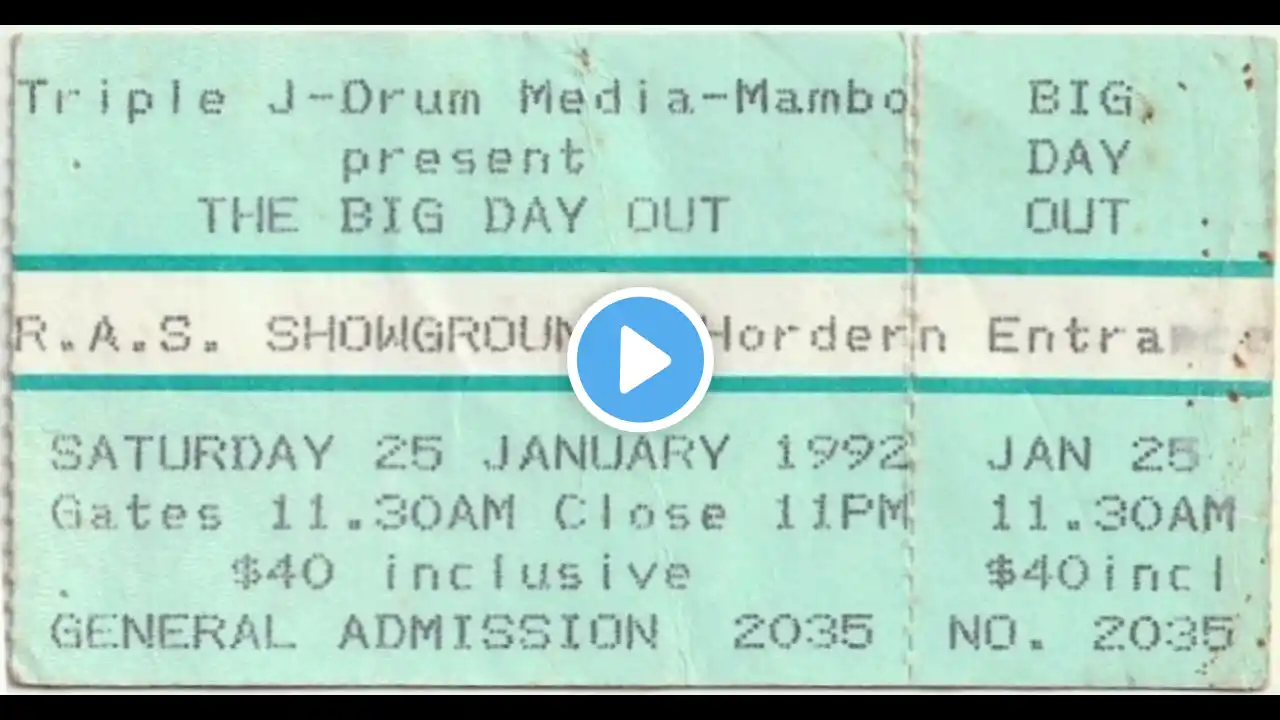 Triple J-Drum Media-Mambo
present
THE BIG DAY OUT
R.A.S. SHOWGROUN Hordern Entrance
SATURDAY 25 JANUARY 1992
Gates 11.30AM Close 11PM
$40 inclusive
GENERAL ADMISSION 2035
BIG
DAY
OUT
JAN 25
11.30AM
$40incl
NO. 2035